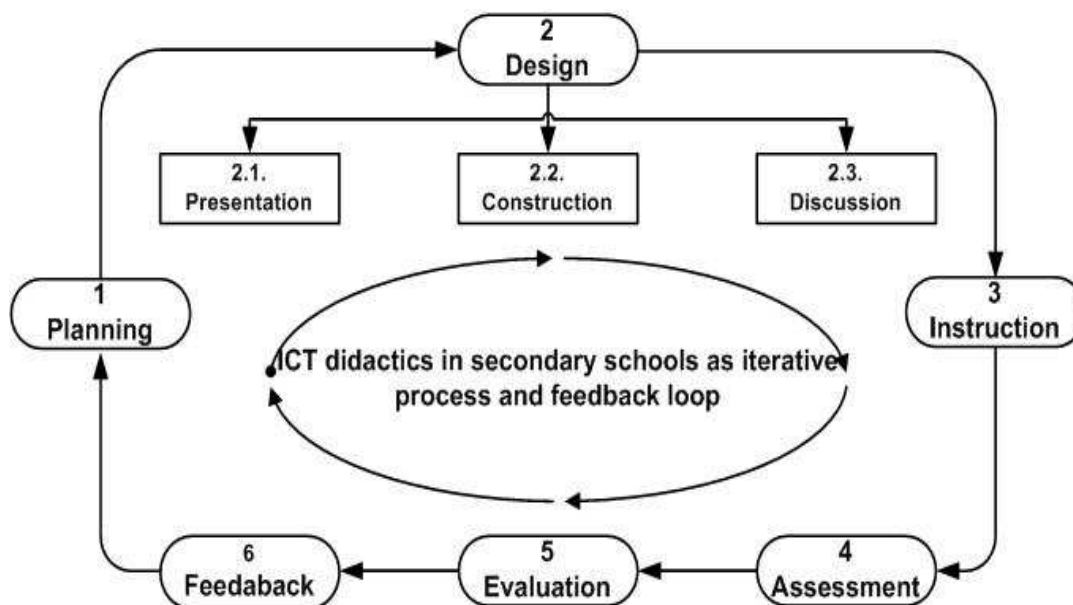 2
Design
2.1.
Presentation
2.2.
Construction
2.3.
Discussion
1
Planning
3
Instruction
ICT didactics in secondary schools as iterative
process and feedback loop
6
Feedaback
5
Evaluation
4
Assessment